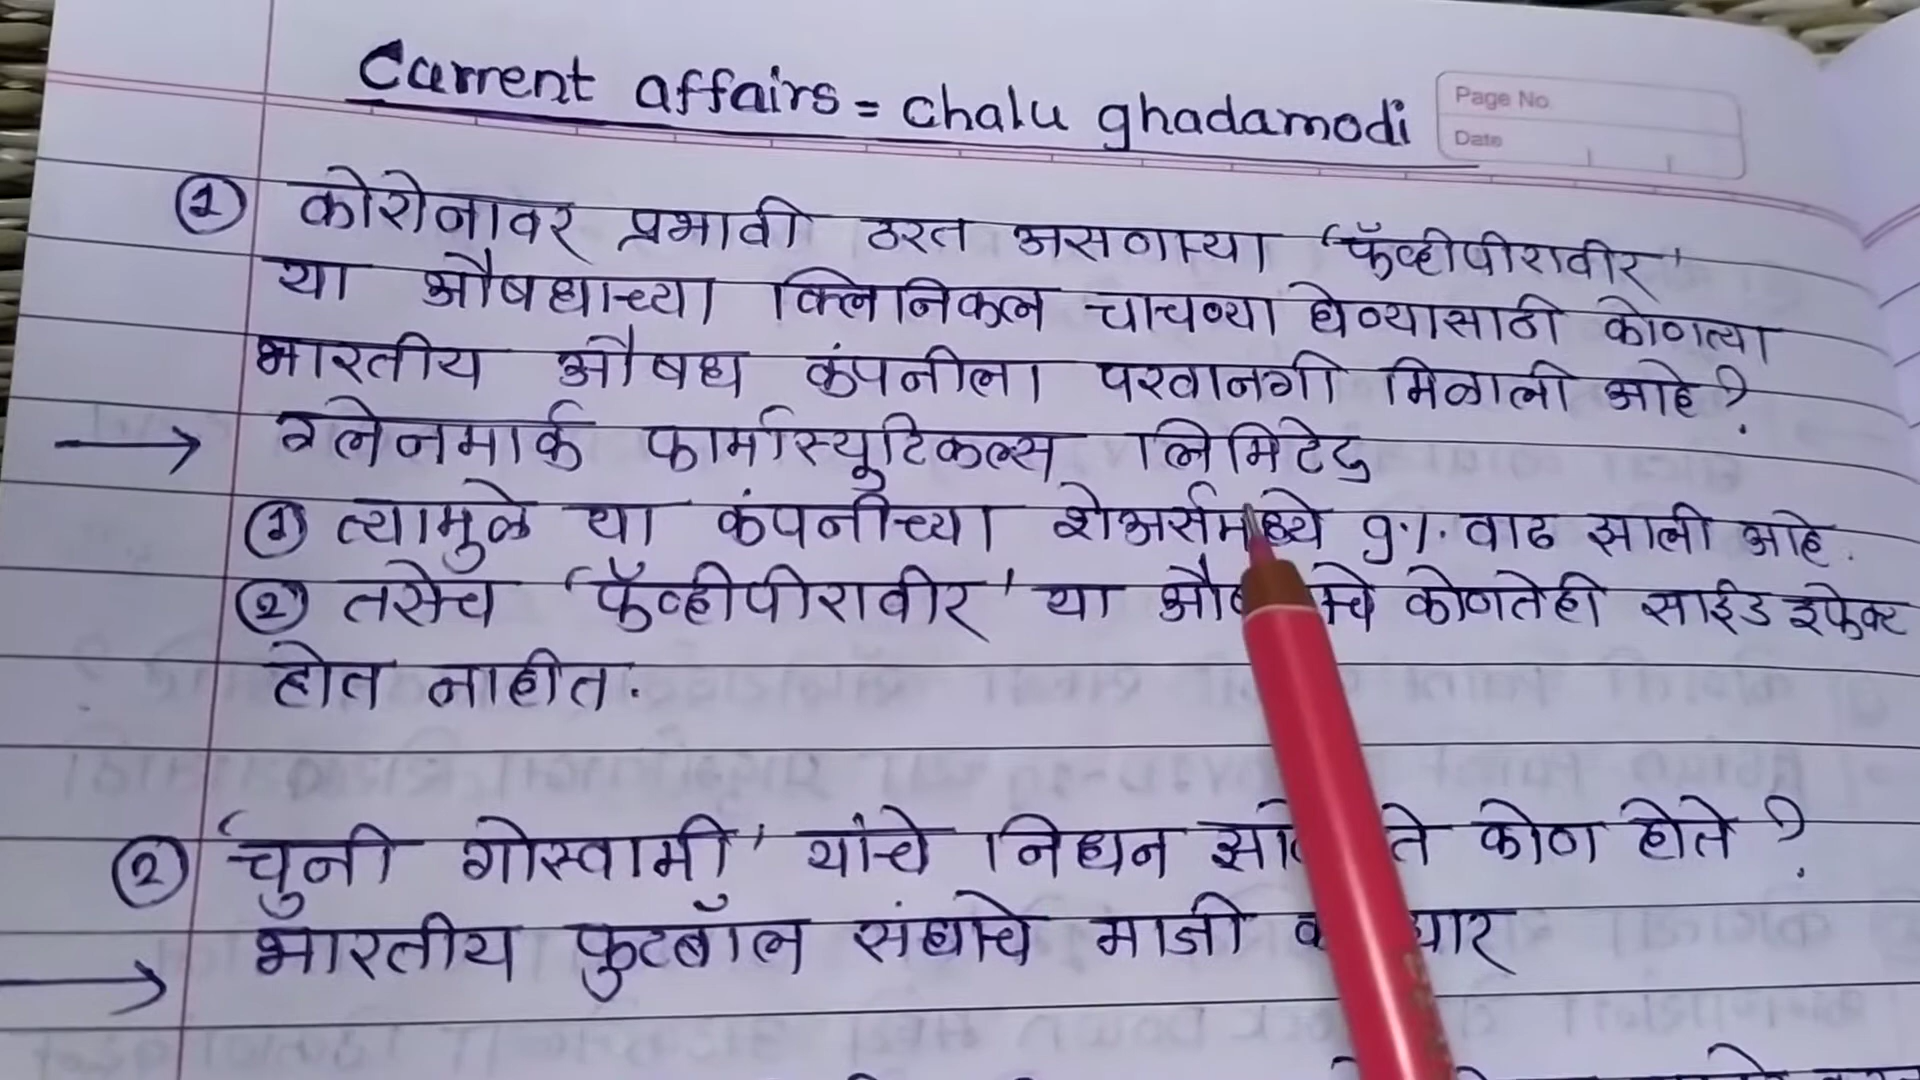 Current affairs = chalu ghadamodi
Page No
Date
① कोरोनावर प्रभावी ठरत असणाऱ्या 'फॅव्हीपीरावीर'
या औषधाच्या क्लिनिकल चाचण्या घेण्यासाठी कोणत्या
भारतीय औषध कंपनीला परवानगी मिळाली आहे?
→ ग्लेनमार्क फार्मास्युटिकल्स लिमिटेड
① त्यामुळे या कंपनीच्या शेअर्समध्ये 9%. वाढ झाली आहे.
② तसेच 'फॅव्हीपीरावीर' या कोणतेही साईड इफेक्ट
होत नाहीत.
② 'चुनी गोस्वामी' यांचे निधन ते कोण होते?
→ भारतीय फुटबॉल संघाचे माजी